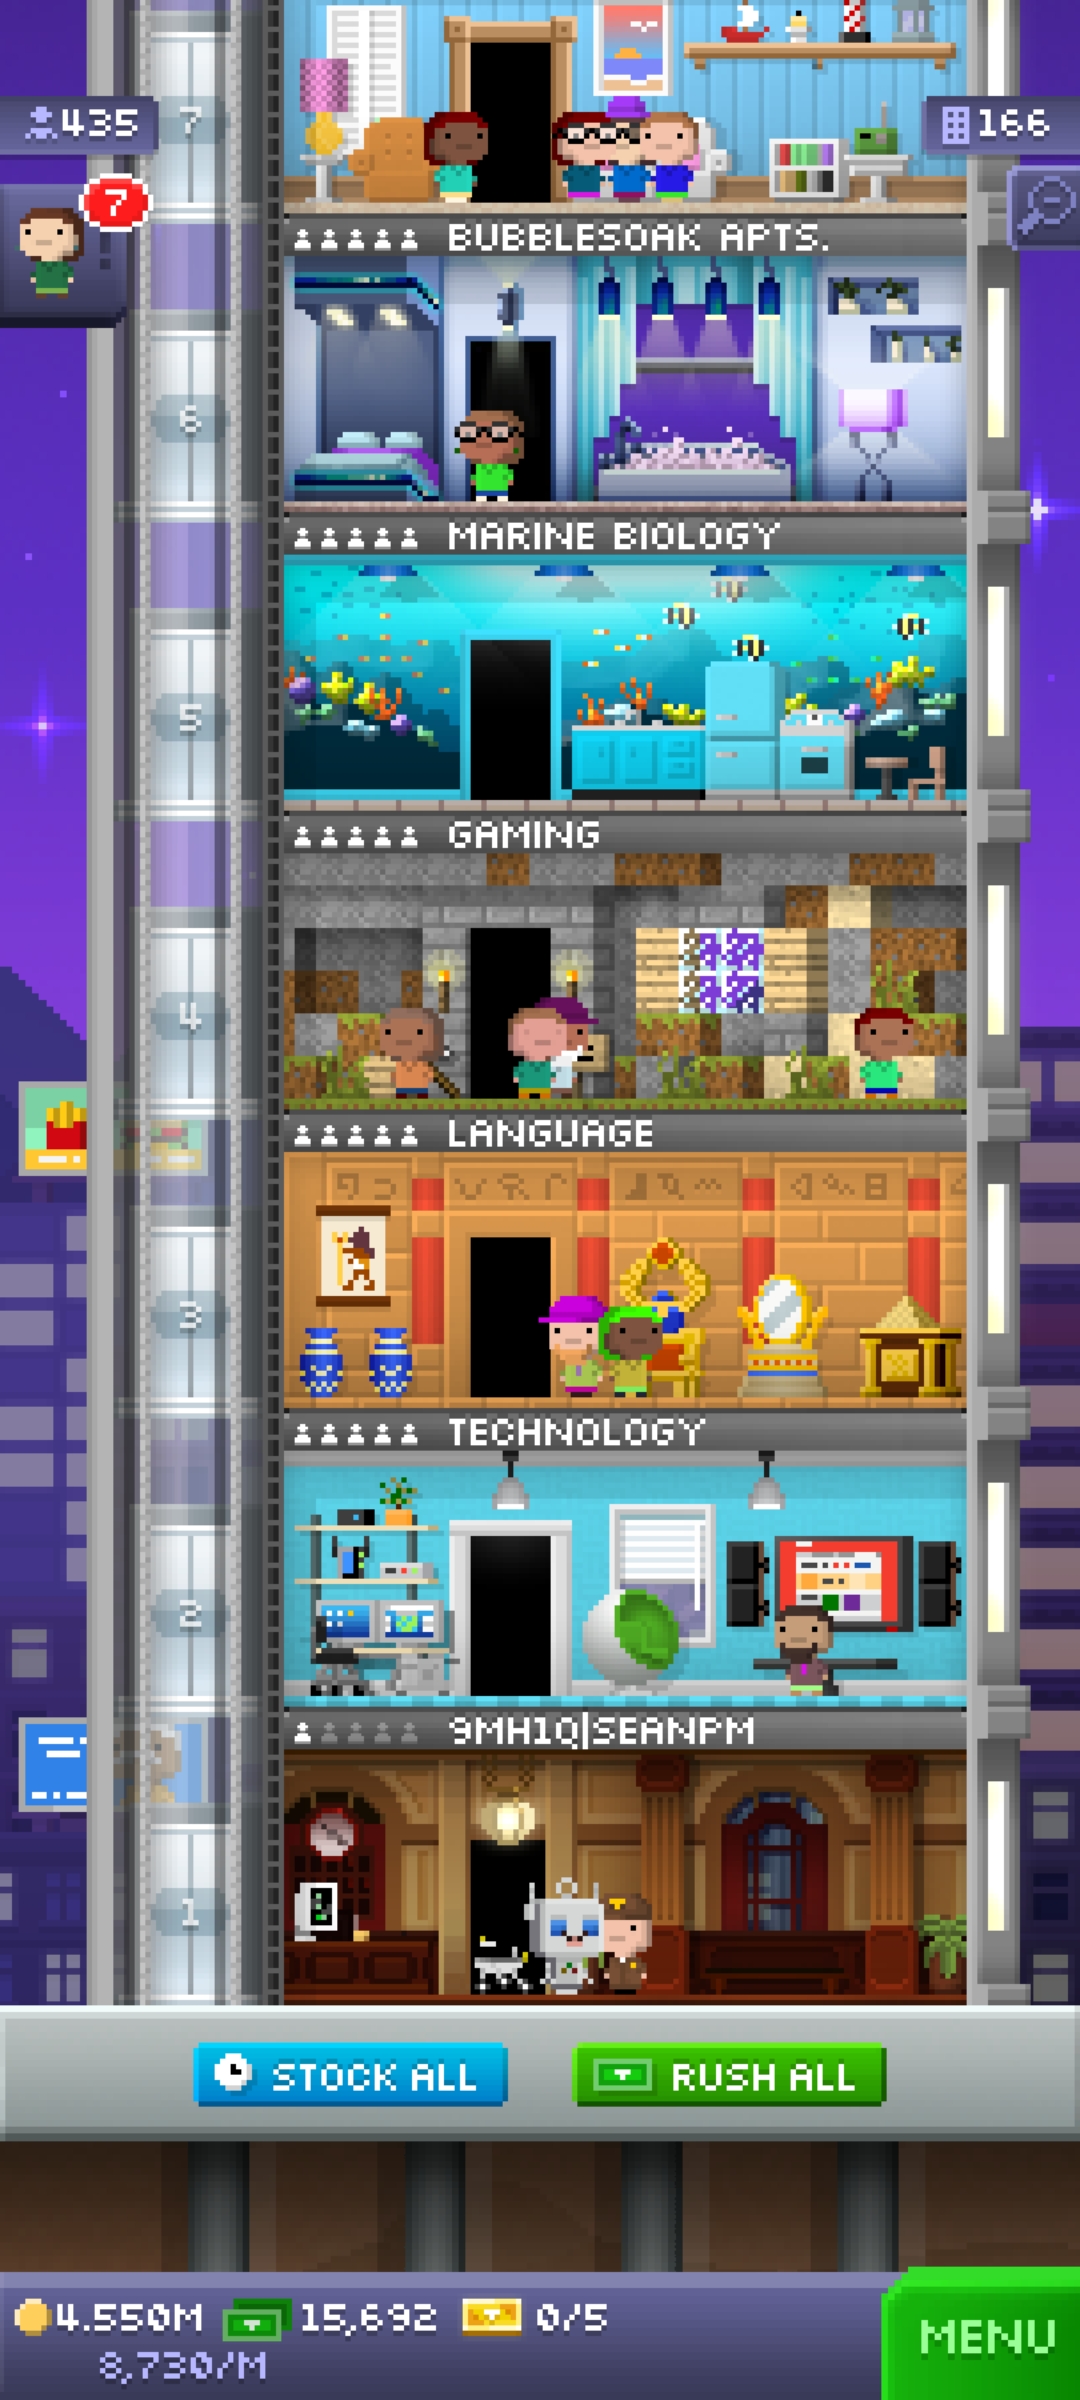 7
435
166
7
BUBBLESOAK APTS.
6
MARINE BIOLOGY
5
GAMING
4
LANGUAGE
3
TECHNOLOGY
2
9MH1Q|SEANPM
1
STOCK ALL
RUSH ALL
4.550M
15,692
0/5
8,730/M
MENU